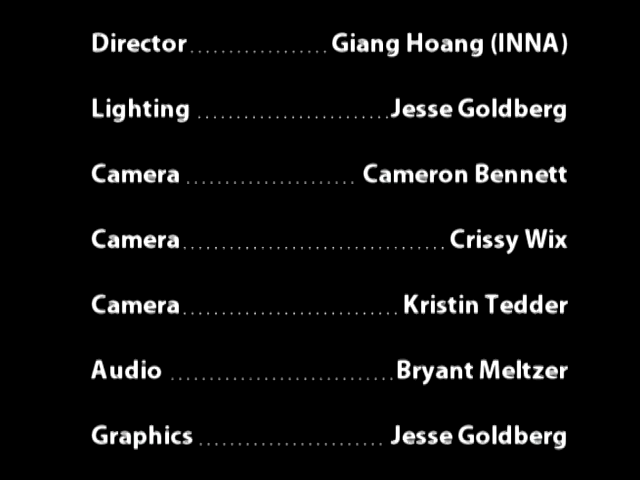 Director..................Giang Hoang (INNA)
Lighting.........................Jesse Goldberg
Camera......................Cameron Bennett
Camera..................................Crissy Wix
Camera............................Kristin Tedder
Audio.............................Bryant Meltzer
Graphics........................Jesse Goldberg